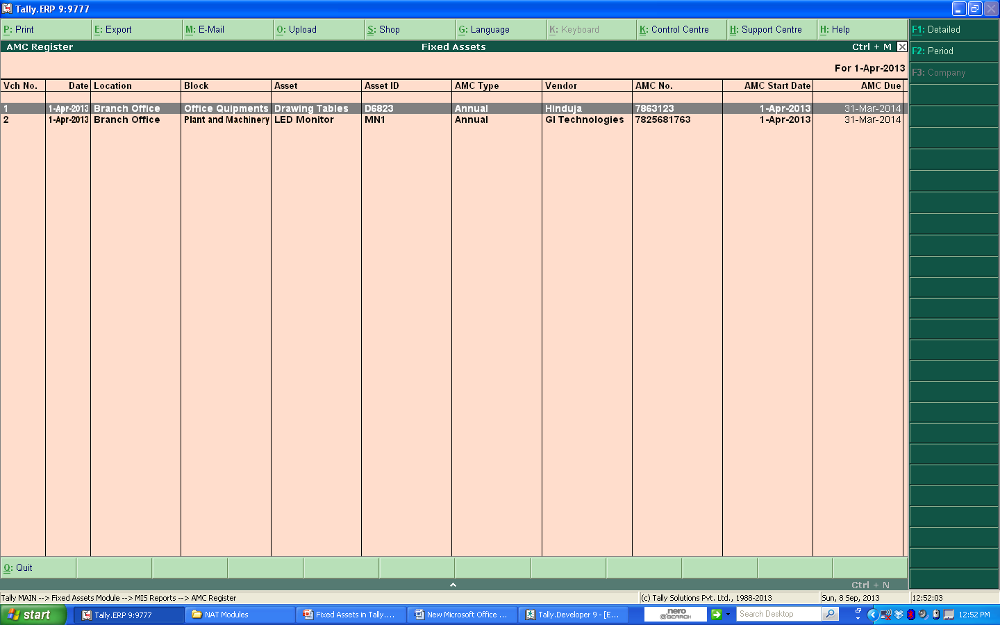 Tally.ERP 9:9777
P: Print E: Export M: E-Mail O: Upload S: Shop G: Language K: Keyboard K: Control Centre H: Support Centre H: Help F1: Detailed
AMC Register Fixed Assets Ctrl + M
F2: Period
For 1-Apr-2013 F3: Company
Vch No. Date Location Block Asset Asset ID AMC Type Vendor AMC No. AMC Start Date AMC Due
1 1-Apr-2013 Branch Office Office Quipments Drawing Tables D6823 Annual Hinduja 7863123 1-Apr-2013 31-Mar-2014
2 1-Apr-2013 Branch Office Plant and Machinery LED Monitor MN1 Annual GI Technologies 7825681763 1-Apr-2013 31-Mar-2014
Q: Quit
Ctrl + N
Tally MAIN --> Fixed Assets Module --> MIS Reports --> AMC Register (c) Tally Solutions Pvt. Ltd., 1988-2013 Sun, 8 Sep, 2013 12:52:03
start Tally.ERP 9:9777 NAT Modules Fixed Assets in Tally.... New Microsoft Office ... Tally.Developer 9 - [E... nero SEARCH Search Desktop 12:52 PM